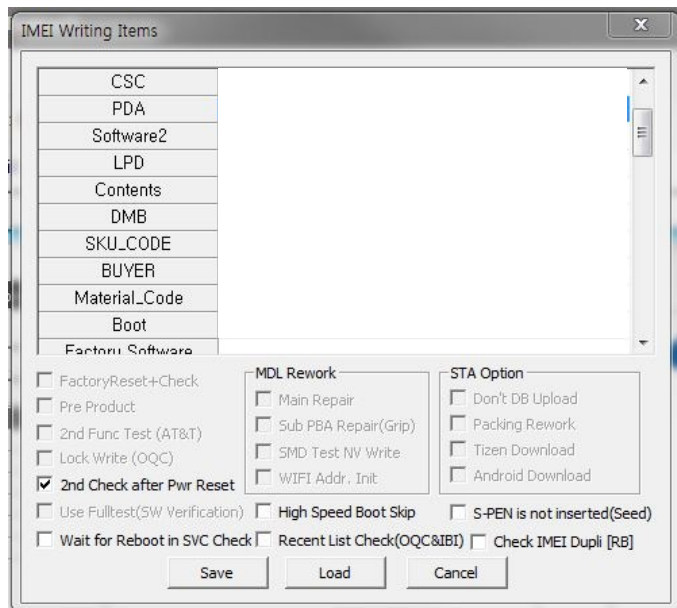 IMEI Writing Items
CSC
PDA
Software2
LPD
Contents
DMB
SKU_CODE
BUYER
Material_Code
Boot
Factory Software
FactoryReset+Check
Pre Product
2nd Func Test (AT&T)
Lock Write (OQC)
2nd Check after Pwr Reset
Use Fulltest(SW Verification)
Wait for Reboot in SVC Check
MDL Rework
Main Repair
Sub PBA Repair(Grip)
SMD Test NV Write
WIFI Addr. Init
High Speed Boot Skip
Recent List Check(OQC&IBI)
STA Option
Don't DB Upload
Packing Rework
Tizen Download
Android Download
S-PEN is not inserted(Seed)
Check IMEI Dupli [RB]
Save
Load
Cancel